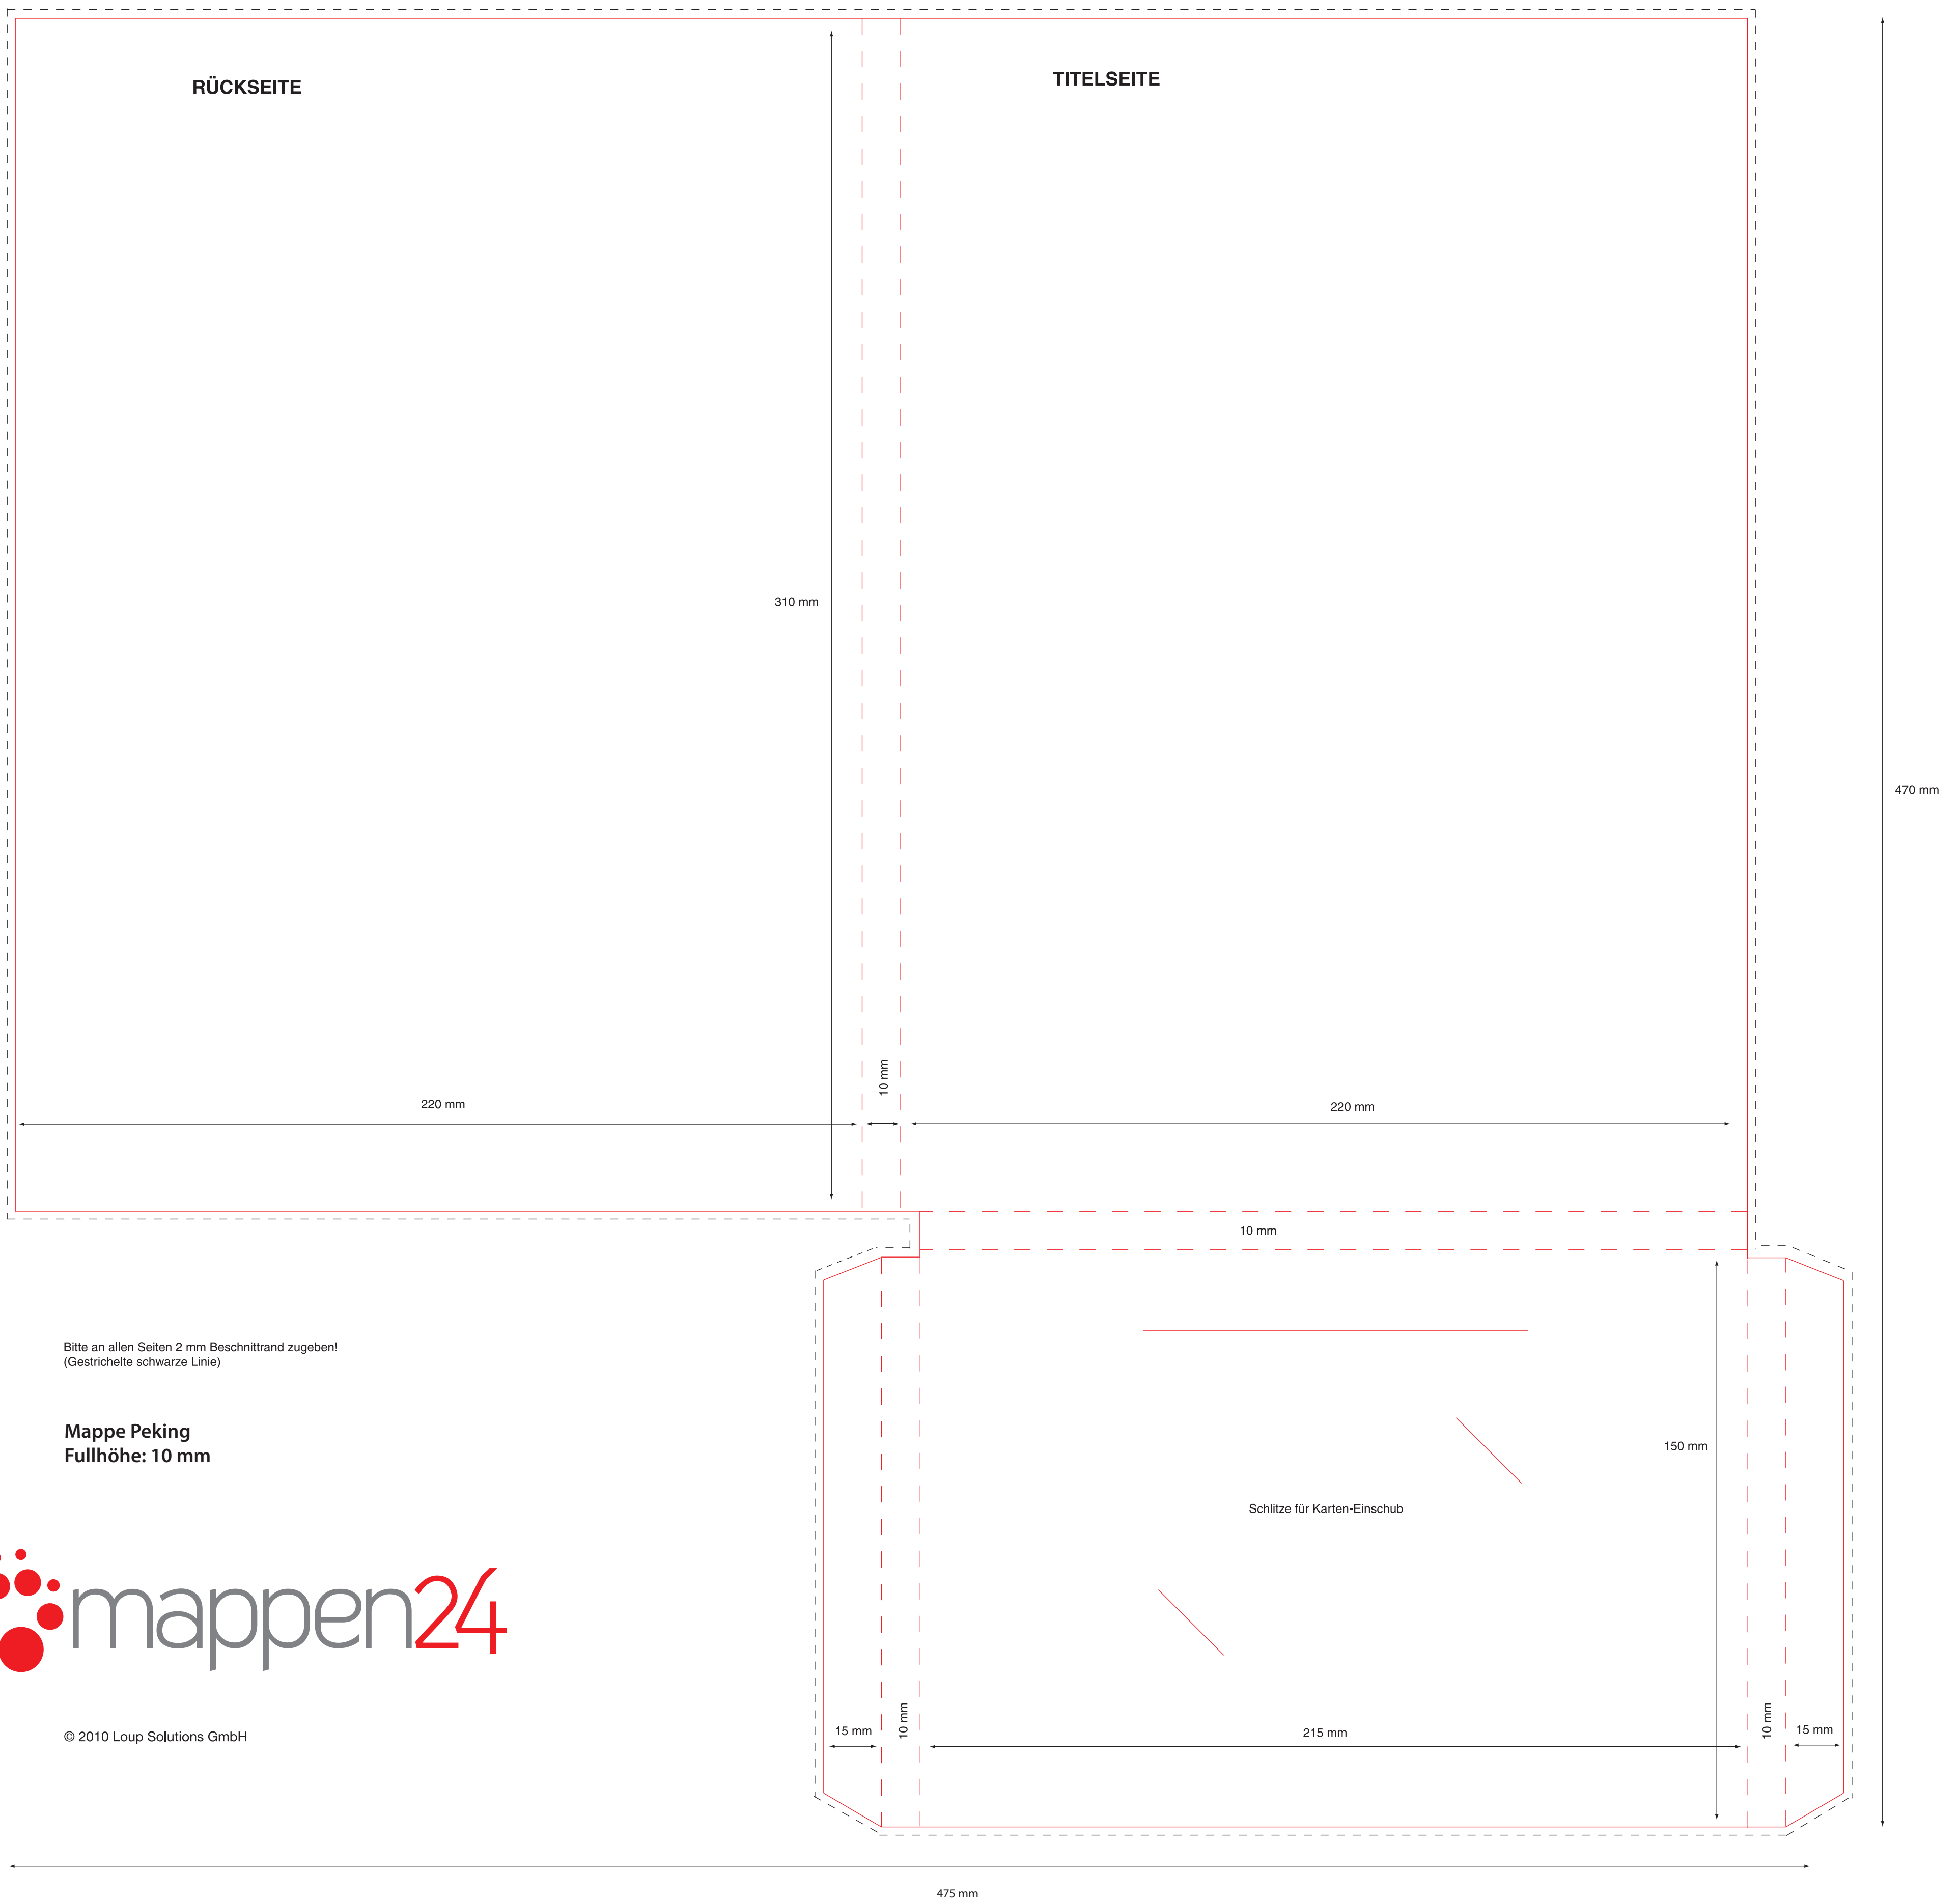 RÜCKSEITE
TITELSEITE
310 mm
470 mm
10 mm
220 mm
220 mm
10 mm
Bitte an allen Seiten 2 mm Beschnittrand zugeben!
(Gestrichelte schwarze Linie)
Mappe Peking
Fullhöhe: 10 mm
150 mm
Schlitze für Karten-Einschub
mappen24
© 2010 Loup Solutions GmbH
15 mm
10 mm
215 mm
10 mm
15 mm
475 mm